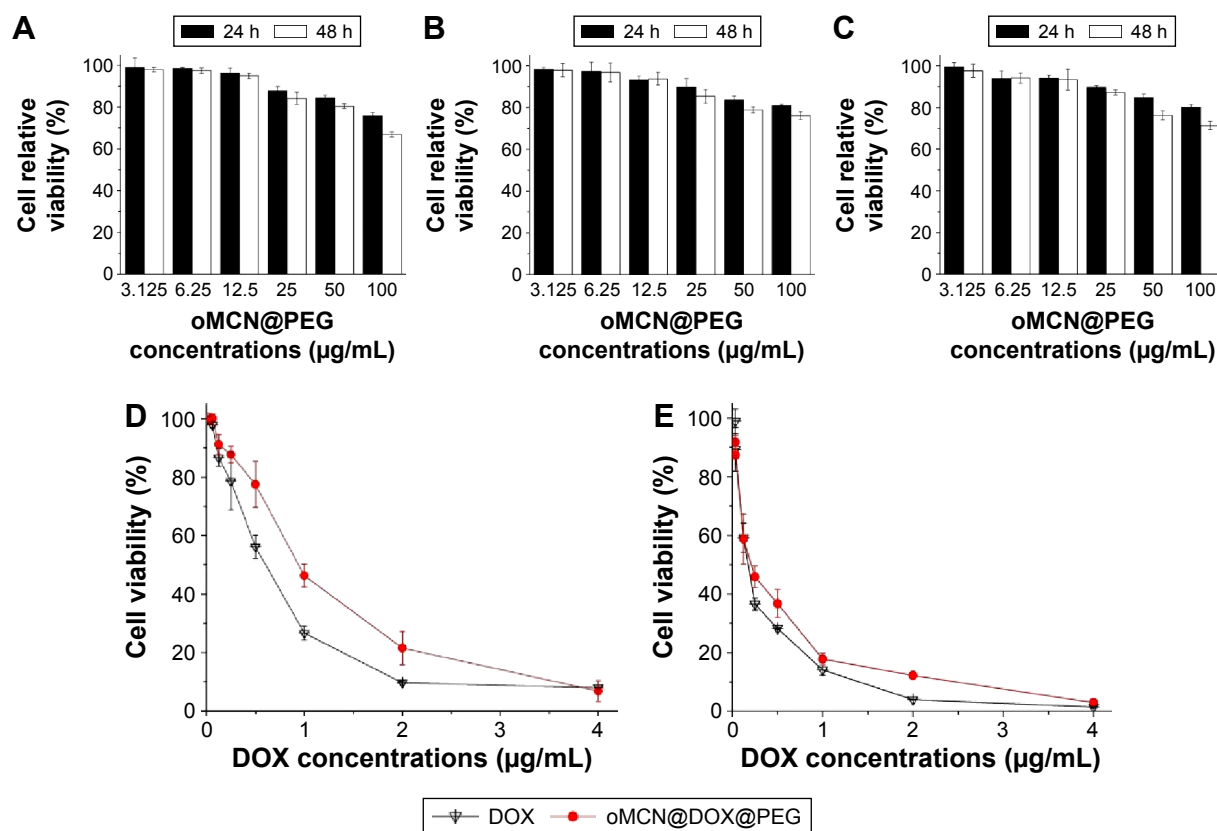 A
24 h 48 h
Cell relative
viability (%)
100
80
60
40
20
0
3.125 6.25 12.5 25 50 100
oMCN@PEG
concentrations (µg/mL)
B
24 h 48 h
Cell relative
viability (%)
100
80
60
40
20
0
3.125 6.25 12.5 25 50 100
oMCN@PEG
concentrations (µg/mL)
C
24 h 48 h
Cell relative
viability (%)
100
80
60
40
20
0
3.125 6.25 12.5 25 50 100
oMCN@PEG
concentrations (µg/mL)
D
Cell viability (%)
100
80
60
40
20
0
0 1 2 3 4
DOX concentrations (µg/mL)
E
Cell viability (%)
100
80
60
40
20
0
0 1 2 3 4
DOX concentrations (µg/mL)
DOX oMCN@DOX@PEG